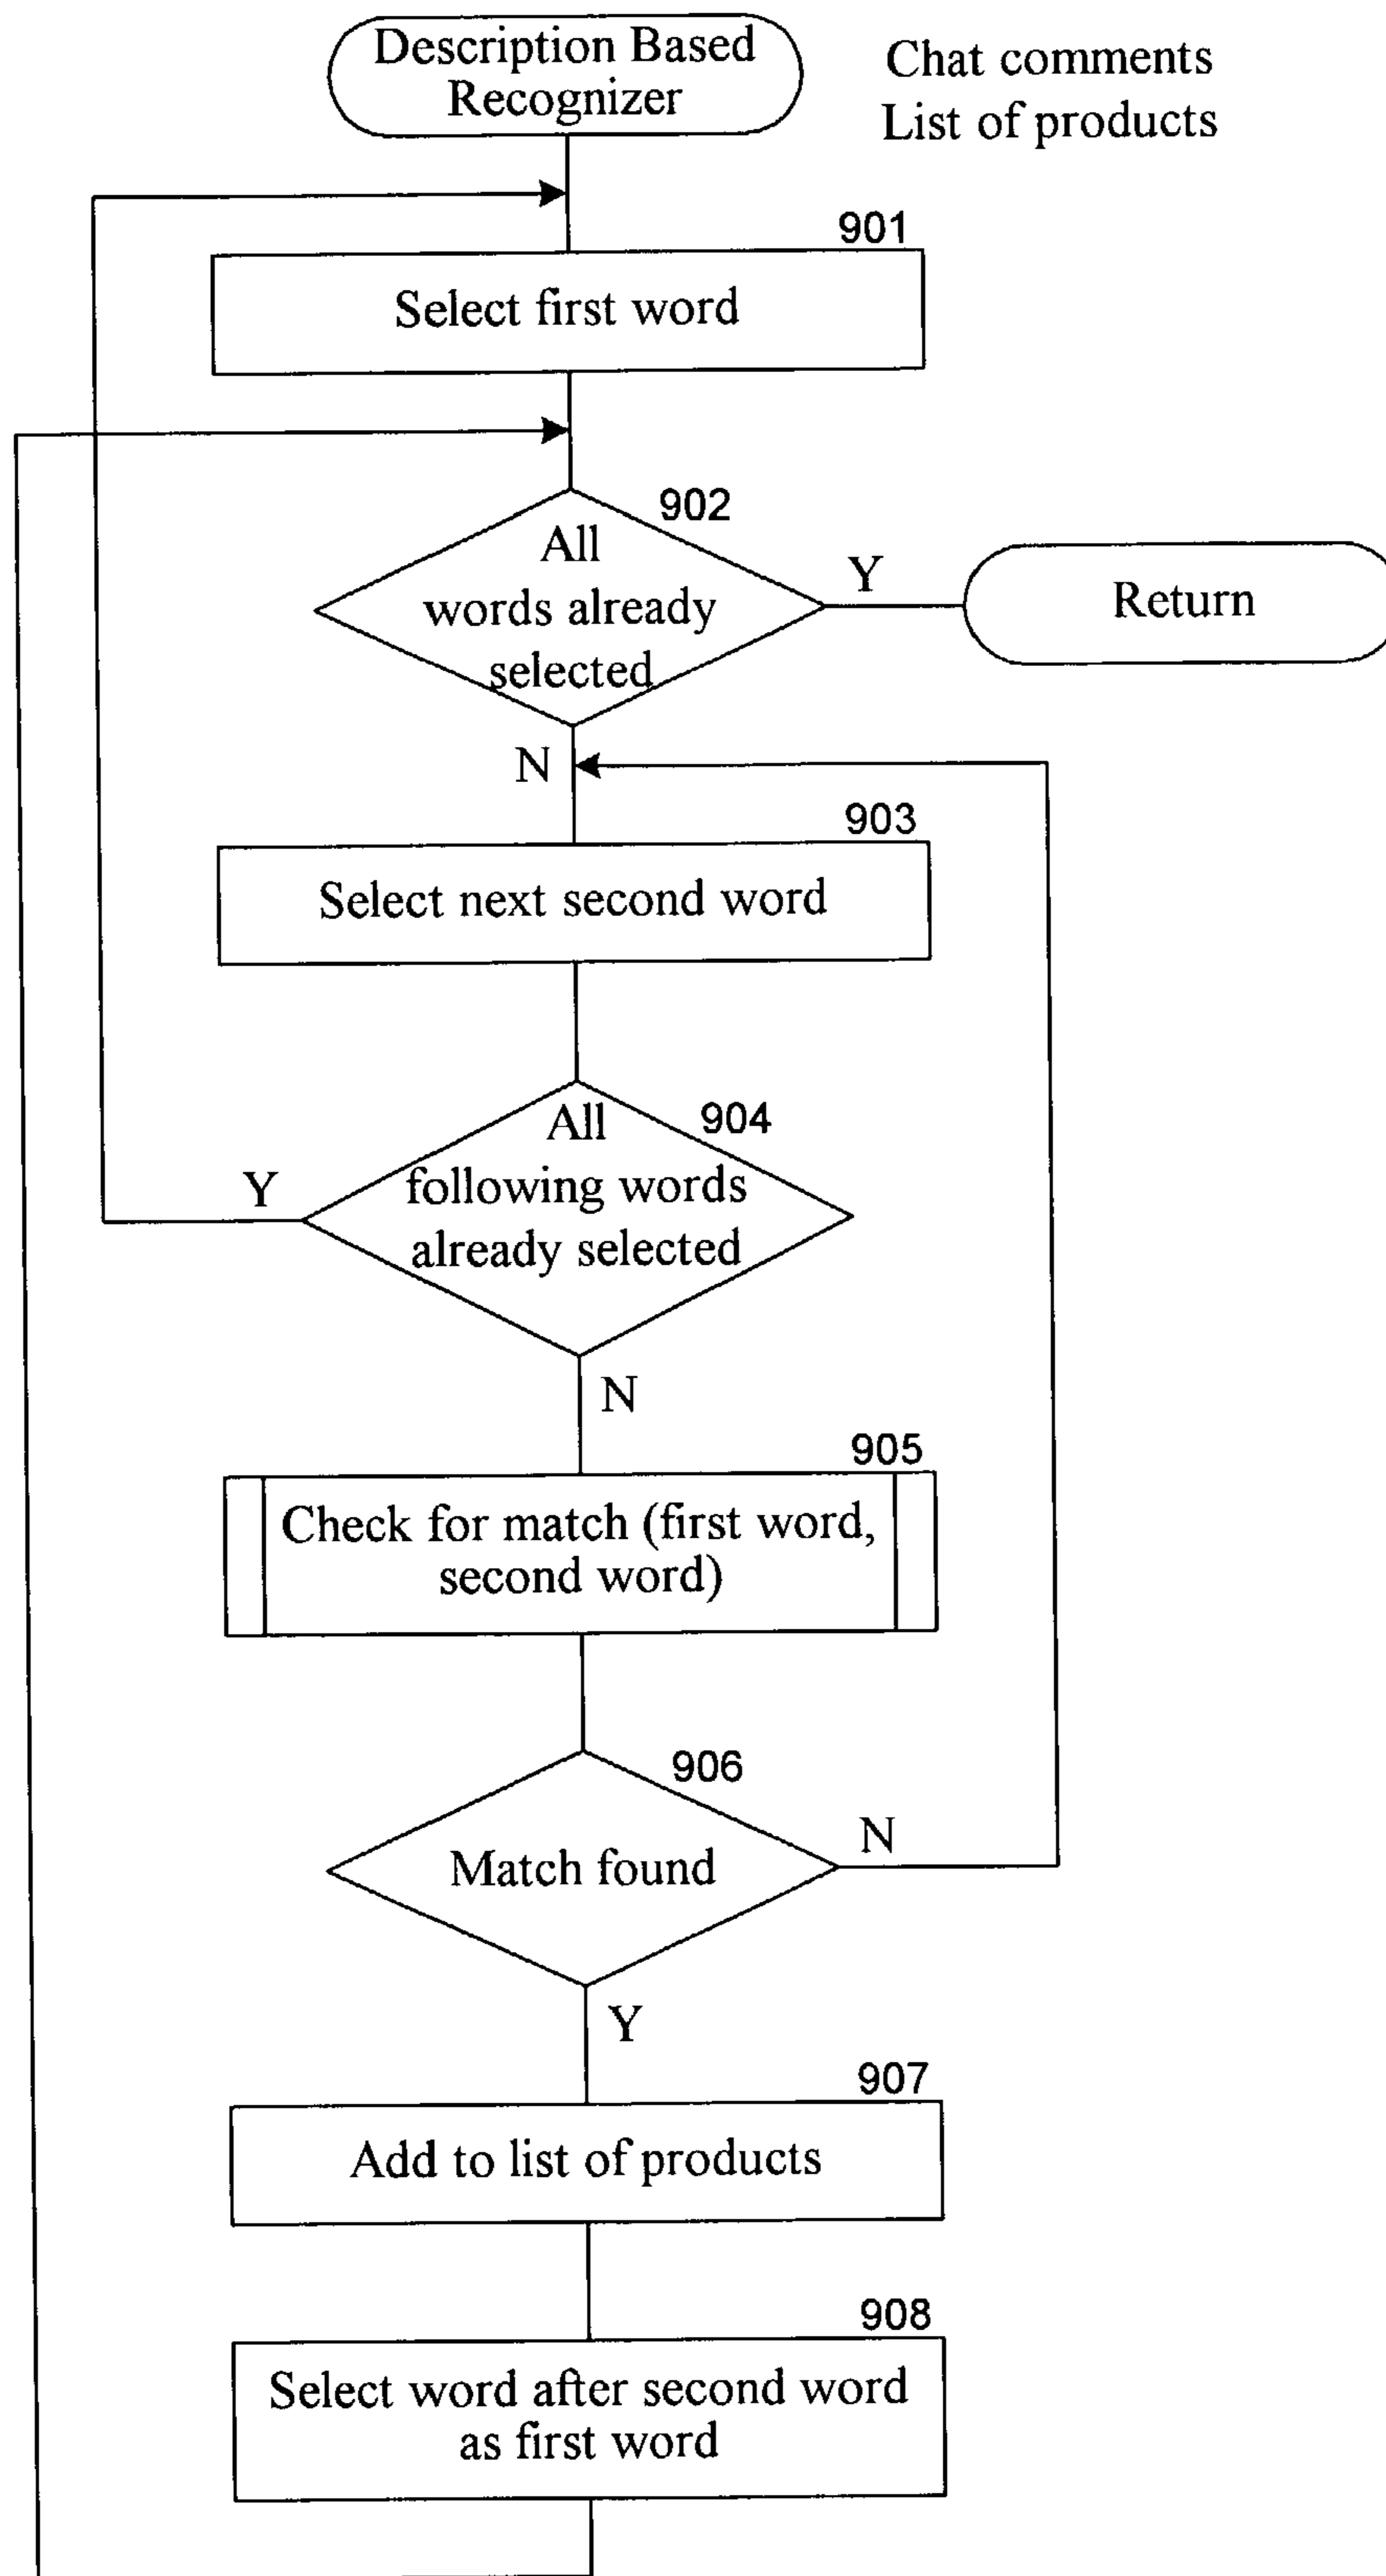 Description Based
Recognizer
Chat comments
List of products
901
Select first word
902
All
words already
selected
Y
Return
N
903
Select next second word
904
All
following words
already selected
Y
N
905
Check for match (first word,
second word)
906
Match found
N
Y
907
Add to list of products
908
Select word after second word
as first word